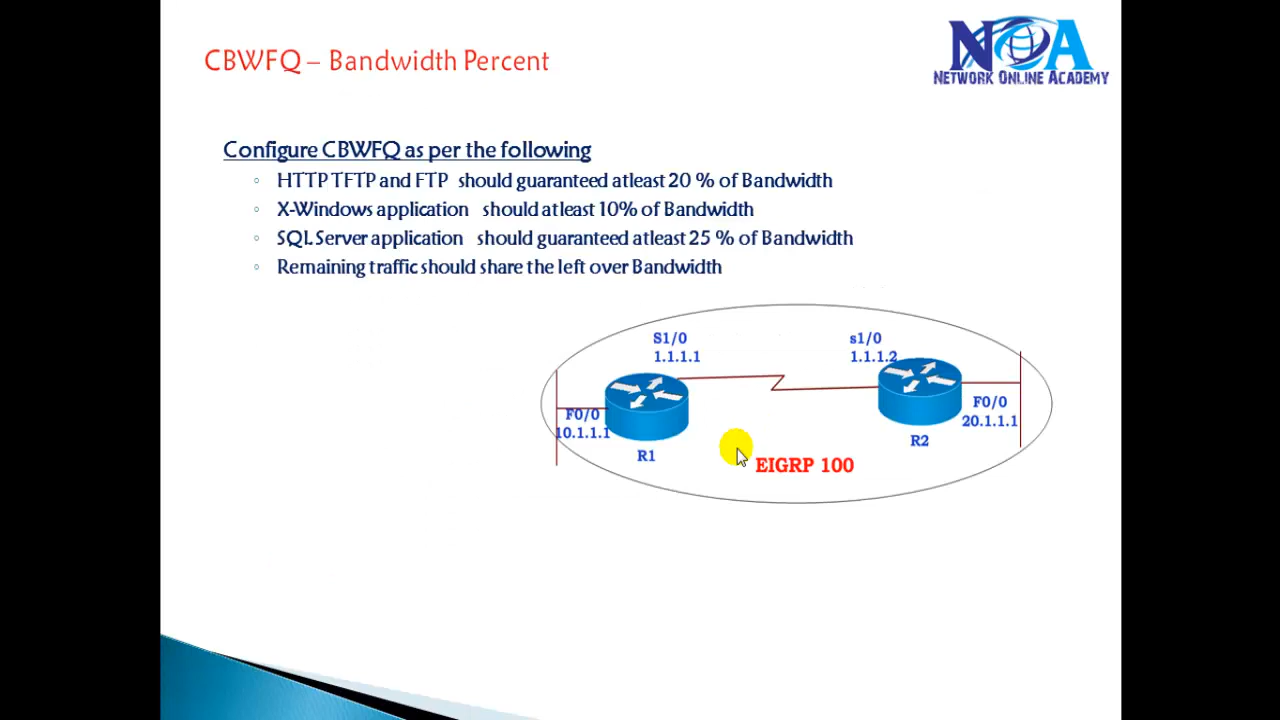 CBWFQ – Bandwidth Percent
NOA
NETWORK ONLINE ACADEMY
Configure CBWFQ as per the following
◦ HTTP TFTP and FTP should guaranteed atleast 20 % of Bandwidth
◦ X-Windows application should atleast 10% of Bandwidth
◦ SQL Server application should guaranteed atleast 25 % of Bandwidth
◦ Remaining traffic should share the left over Bandwidth
S1/0
1.1.1.1
s1/0
1.1.1.2
F0/0
10.1.1.1
F0/0
20.1.1.1
R1
R2
EIGRP 100